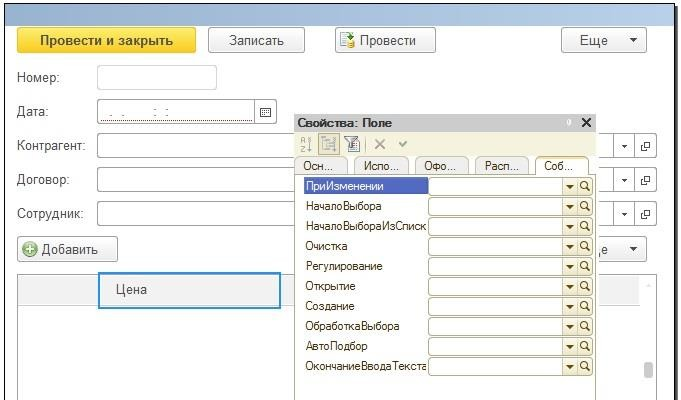 Провести и закрыть Записать Провести Еще
Номер:
Дата:
Свойства: Поле
Контрагент:
Осн... Испо... Офо... Расп... Соб...
Договор:
ПриИзменении
НачалоВыбора
Сотрудник:
НачалоВыбораИзСписк
Добавить
Очистка
Регулирование
Цена
Открытие
Создание
ОбработкаВыбора
АвтоПодбор
ОкончаниеВводаТекста